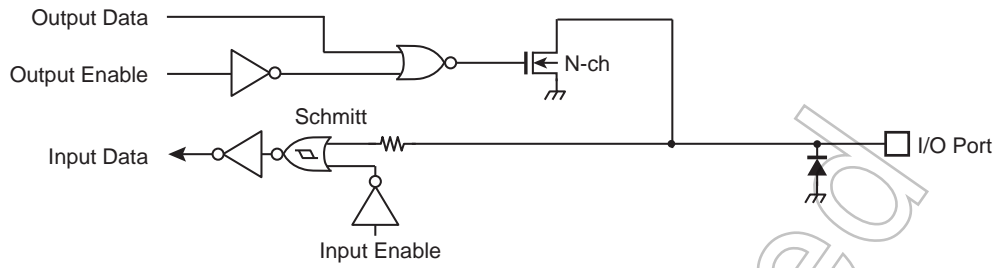 Output Data
Output Enable
N-ch
Schmitt
Input Data
I/O Port
Input Enable